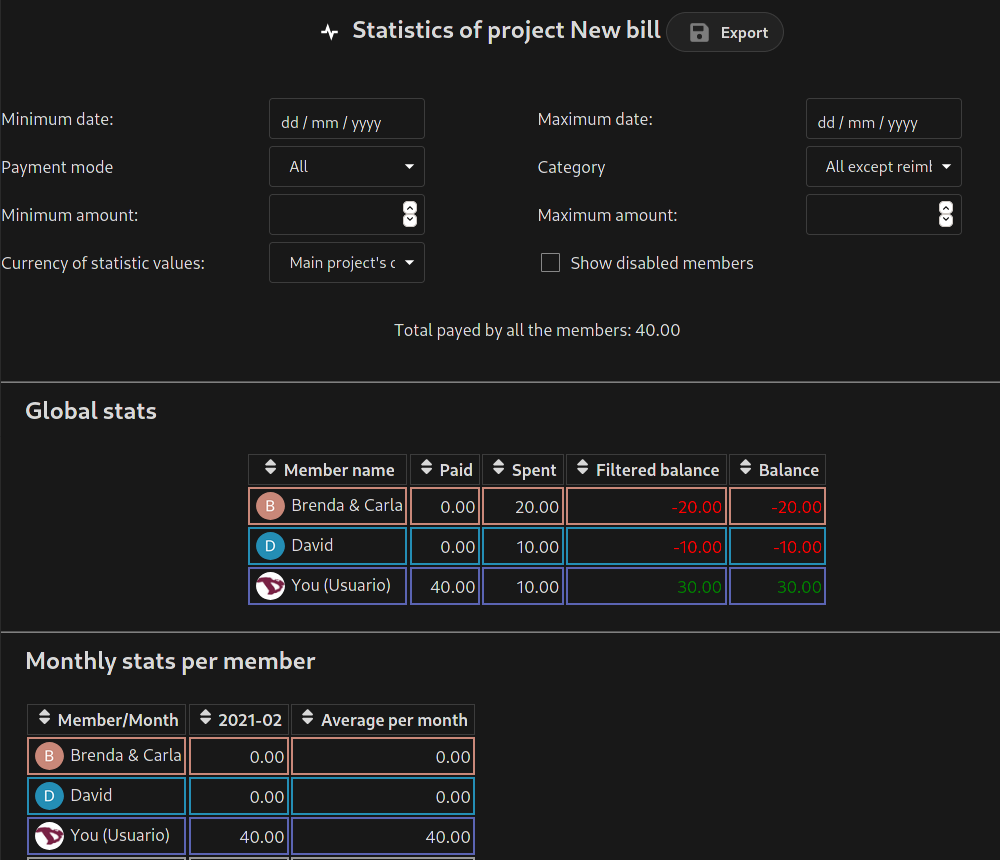 Statistics of project New bill Export
Minimum date: dd / mm / yyyy Maximum date: dd / mm / yyyy
Payment mode All Category All except reimb
Minimum amount: Maximum amount:
Currency of statistic values: Main project's c Show disabled members
Total payed by all the members: 40.00
Global stats
Member name Paid Spent Filtered balance Balance
B Brenda & Carla 0.00 20.00 -20.00 -20.00
D David 0.00 10.00 -10.00 -10.00
You (Usuario) 40.00 10.00 30.00 30.00
Monthly stats per member
Member/Month 2021-02 Average per month
B Brenda & Carla 0.00 0.00
D David 0.00 0.00
You (Usuario) 40.00 40.00